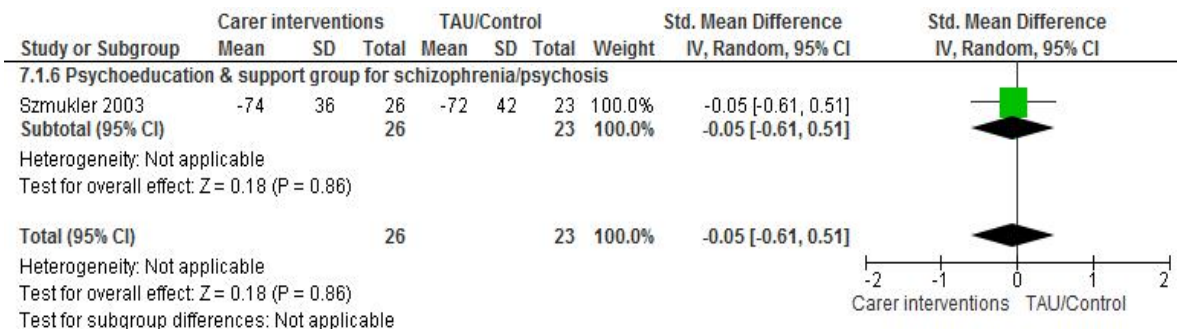 Carer interventions TAU/Control Std. Mean Difference Std. Mean Difference
Study or Subgroup Mean SD Total Mean SD Total Weight IV, Random, 95% CI IV, Random, 95% CI
7.1.6 Psychoeducation & support group for schizophrenia/psychosis
Szmukler 2003 -74 36 26 -72 42 23 100.0% -0.05 [-0.61, 0.51]
Subtotal (95% CI) 26 23 100.0% -0.05 [-0.61, 0.51]
Heterogeneity: Not applicable
Test for overall effect: Z = 0.18 (P = 0.86)
Total (95% CI) 26 23 100.0% -0.05 [-0.61, 0.51]
Heterogeneity: Not applicable
Test for overall effect: Z = 0.18 (P = 0.86)
Test for subgroup differences: Not applicable
-2 -1 0 1 2
Carer interventions TAU/Control